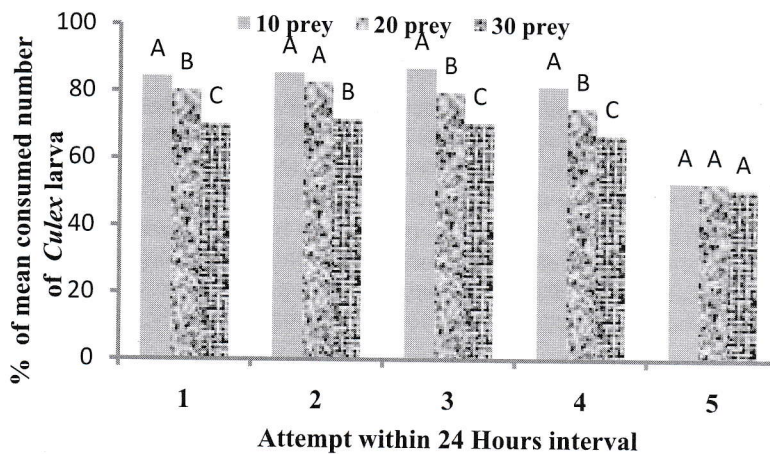 100
80
60
40
20
0
% of mean consumed number
of Culex larva
10 prey 20 prey 30 prey
A B C
A A B
A B C
A B C
A A A
1 2 3 4 5
Attempt within 24 Hours interval